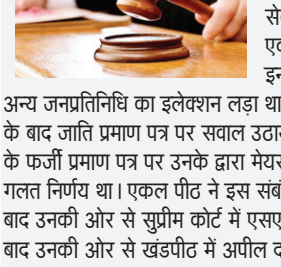 से
एव
इन
अन्य जनप्रतिनिधि का इलेक्शन लड़ा था
के बाद जाति प्रमाण पत्र पर सवाल उठा
के फर्जी प्रमाण पत्र पर उनके द्वारा मेयर
गलत निर्णय था। एकल पीठ ने इस संबं
बाद उनकी ओर से सुप्रीम कोर्ट में एसए
बाद उनकी ओर से खंडपीठ में अपील द